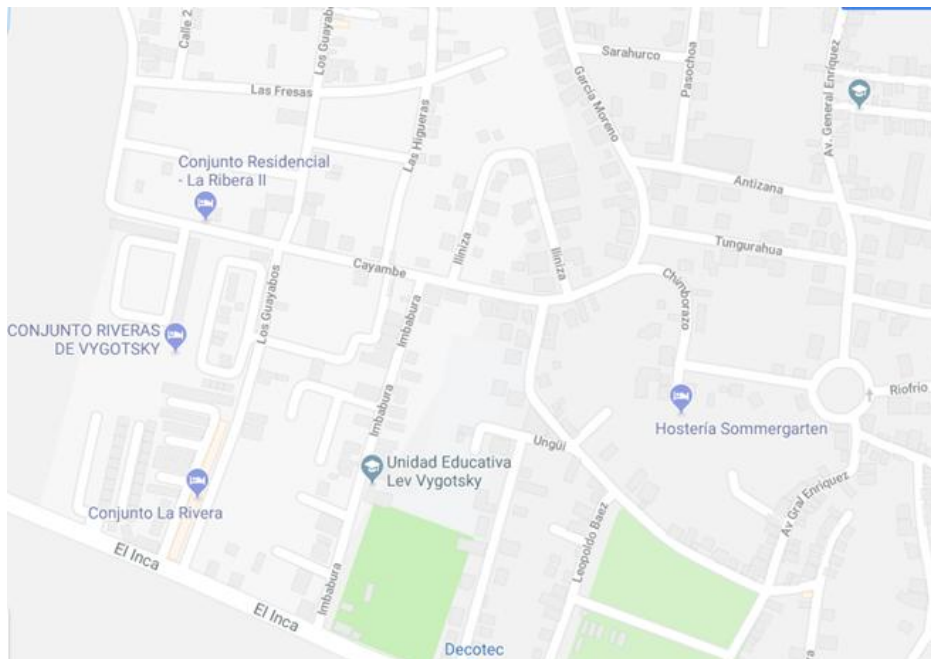 Calle 2
Los Guayabos
Las Fresas
Las Higueras
Sarahurco
Pasochoa
García Moreno
Av. General Enríquez
Conjunto Residencial
- La Ribera II
Antizana
Iliniza
Iliniza
Tungurahua
Cayambe
Los Guayabos
Chimborazo
Imbabura
CONJUNTO RIVERAS
DE VYGOTSKY
Imbabura
Riofrio
Hostería Sommergarten
Ungüi
Unidad Educativa
Lev Vygotsky
Conjunto La Rivera
Av Gral Enriquez
Leopoldo Baez
El Inca
Imbabura
El Inca
Decotec